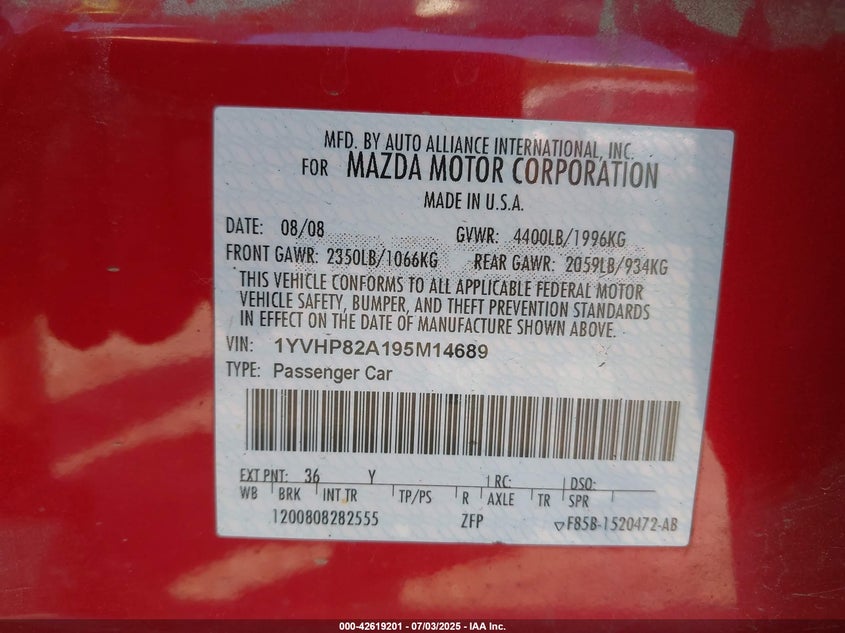 MFD. BY AUTO ALLIANCE INTERNATIONAL, INC.
FOR MAZDA MOTOR CORPORATION
MADE IN U.S.A.
DATE: 08/08 GVWR: 4400LB/1996KG
FRONT GAWR: 2350LB/1066KG REAR GAWR: 2059LB/934KG
THIS VEHICLE CONFORMS TO ALL APPLICABLE FEDERAL MOTOR
VEHICLE SAFETY, BUMPER, AND THEFT PREVENTION STANDARDS
IN EFFECT ON THE DATE OF MANUFACTURE SHOWN ABOVE.
VIN: 1YVHP82A195M14689
TYPE: Passenger Car
EXT PNT: 36 Y RC: DSO:
WB BRK INT TR TP/PS R AXLE TR SPR
1200808282555 ZFP F85B-1520472-AB
000-42619201 - 07/03/2025 - IAA Inc.